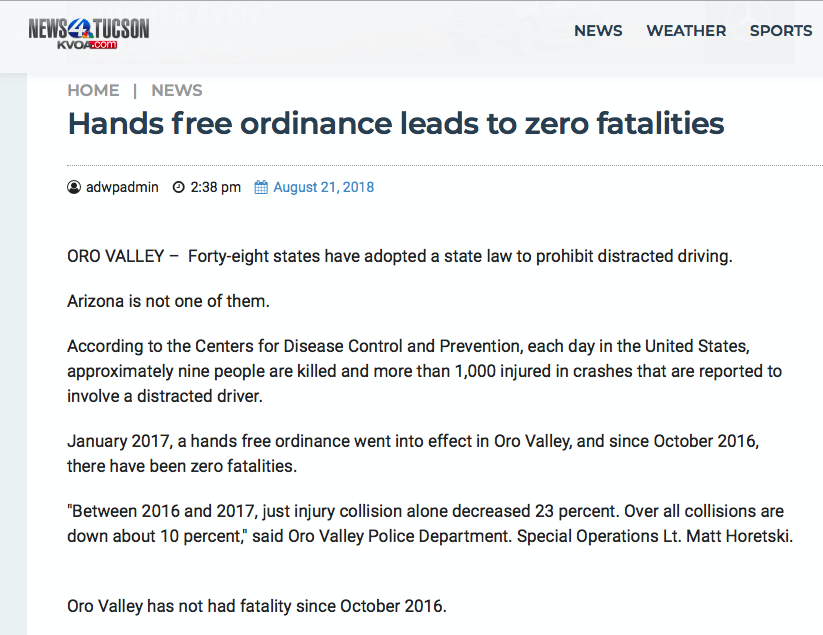 NEWS 4 TUCSON
KVOA.com
NEWS WEATHER SPORTS
HOME | NEWS
Hands free ordinance leads to zero fatalities
adwpadmin 2:38 pm August 21, 2018
ORO VALLEY – Forty-eight states have adopted a state law to prohibit distracted driving.
Arizona is not one of them.
According to the Centers for Disease Control and Prevention, each day in the United States,
approximately nine people are killed and more than 1,000 injured in crashes that are reported to
involve a distracted driver.
January 2017, a hands free ordinance went into effect in Oro Valley, and since October 2016,
there have been zero fatalities.
"Between 2016 and 2017, just injury collision alone decreased 23 percent. Over all collisions are
down about 10 percent," said Oro Valley Police Department. Special Operations Lt. Matt Horetski.
Oro Valley has not had fatality since October 2016.